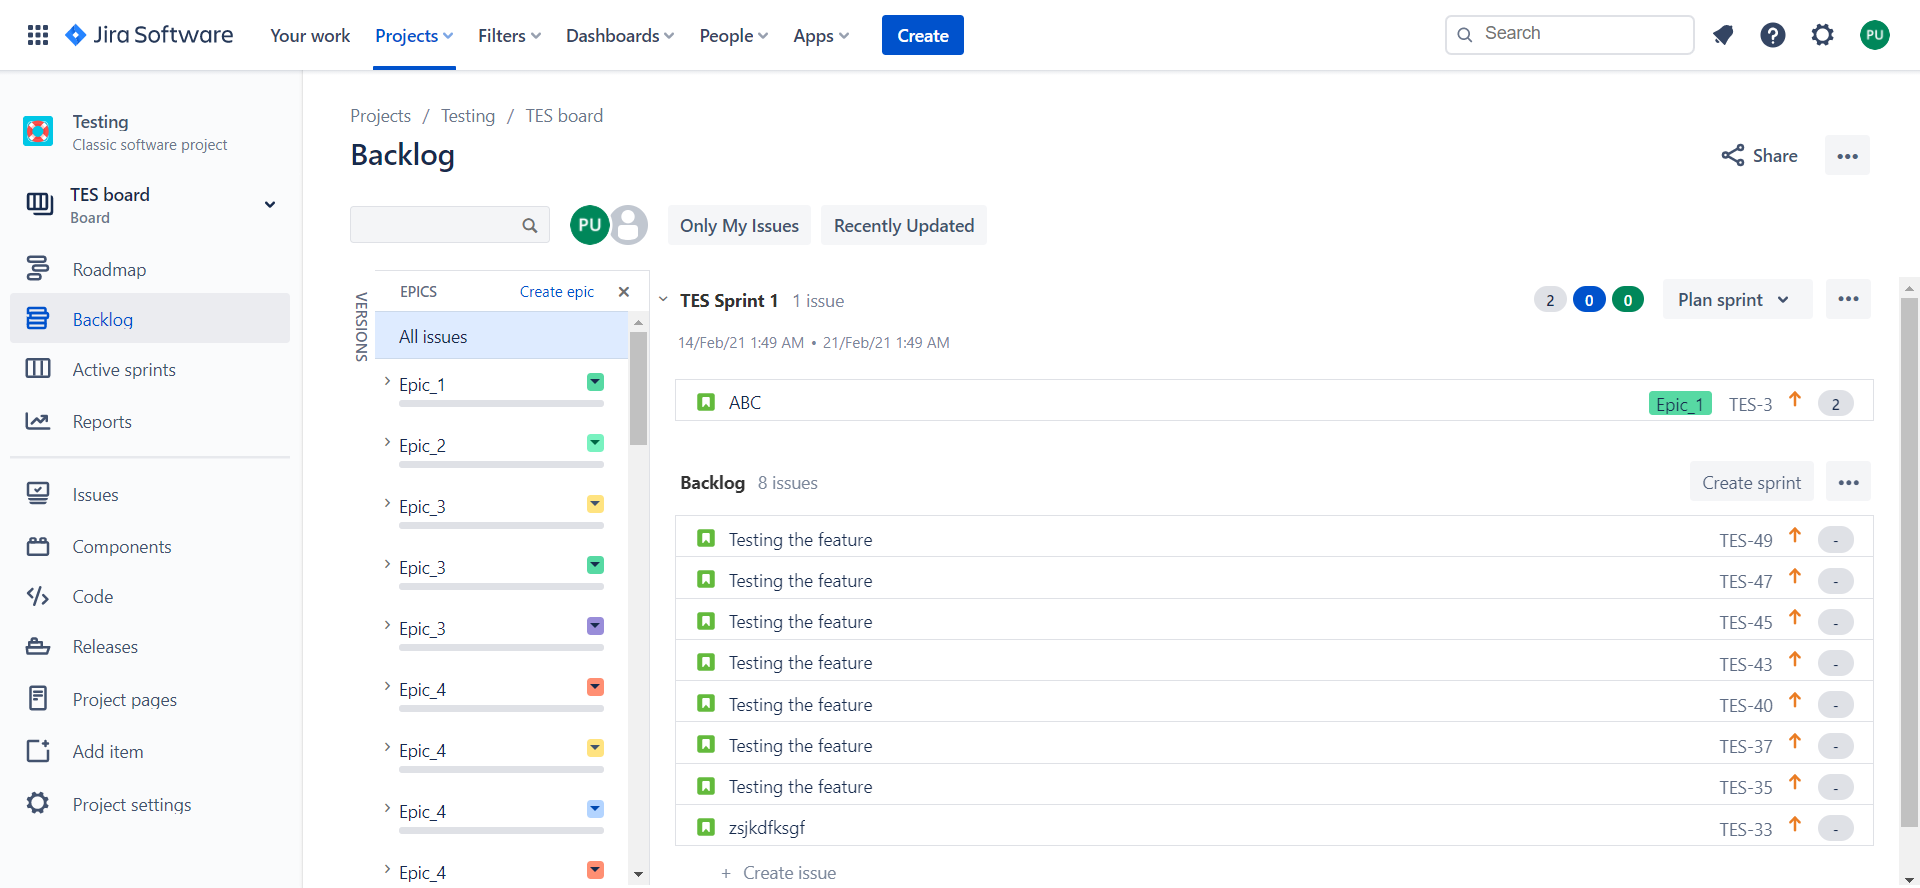 Jira Software
Your work
Projects
Filters
Dashboards
People
Apps
Create
Search
PU
Testing
Classic software project
TES board
Board
Roadmap
Backlog
Active sprints
Reports
Issues
Components
Code
Releases
Project pages
Add item
Project settings
Projects / Testing / TES board
Backlog
Share
PU
Only My Issues
Recently Updated
VERSIONS
EPICS
Create epic
All issues
Epic_1
Epic_2
Epic_3
Epic_3
Epic_3
Epic_4
Epic_4
Epic_4
Epic_4
TES Sprint 1 1 issue
2 0 0
Plan sprint
14/Feb/21 1:49 AM • 21/Feb/21 1:49 AM
ABC Epic_1 TES-3 2
Backlog 8 issues
Create sprint
Testing the feature TES-49 -
Testing the feature TES-47 -
Testing the feature TES-45 -
Testing the feature TES-43 -
Testing the feature TES-40 -
Testing the feature TES-37 -
Testing the feature TES-35 -
zsjkdfksgf TES-33 -
+ Create issue